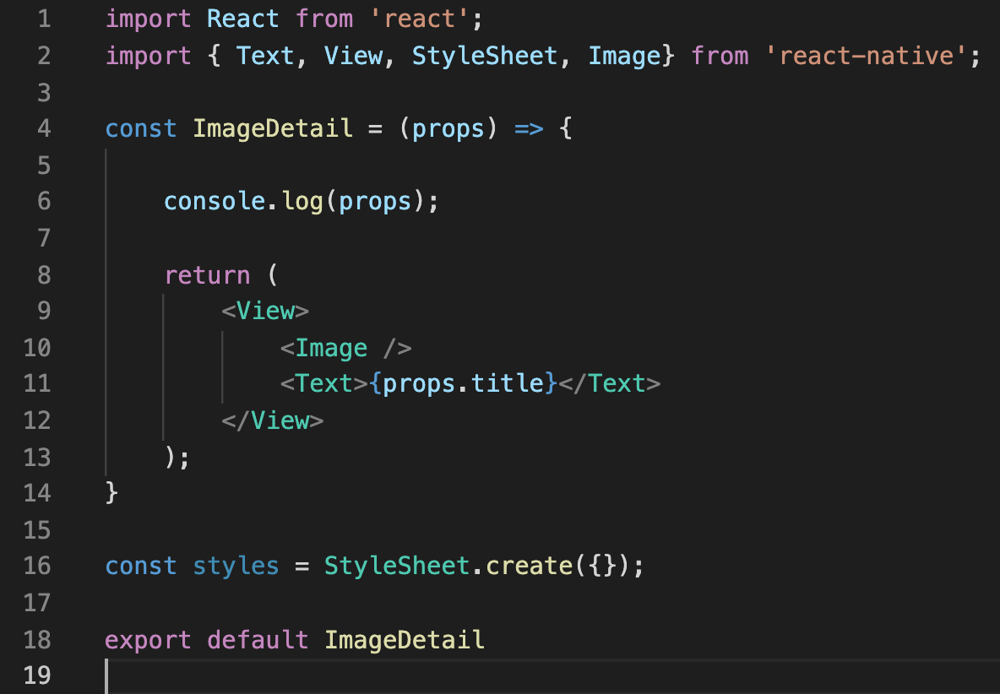 1 import React from 'react';
2 import { Text, View, StyleSheet, Image} from 'react-native';
3
4 const ImageDetail = (props) => {
5
6     console.log(props);
7
8     return (
9         <View>
10             <Image />
11             <Text>{props.title}</Text>
12         </View>
13     );
14 }
15
16 const styles = StyleSheet.create({});
17
18 export default ImageDetail
19